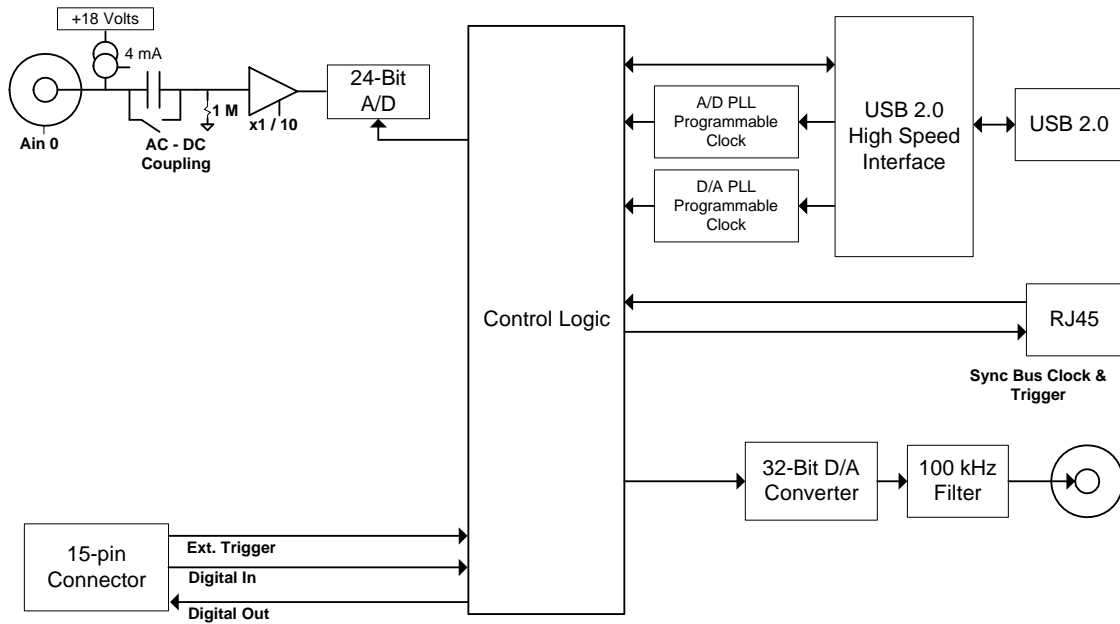 +18 Volts
4 mA
Ain 0
AC - DC
Coupling
1 M
x1 / 10
24-Bit
A/D
Control Logic
A/D PLL
Programmable
Clock
D/A PLL
Programmable
Clock
USB 2.0
High Speed
Interface
USB 2.0
RJ45
Sync Bus Clock &
Trigger
32-Bit D/A
Converter
100 kHz
Filter
15-pin
Connector
Ext. Trigger
Digital In
Digital Out